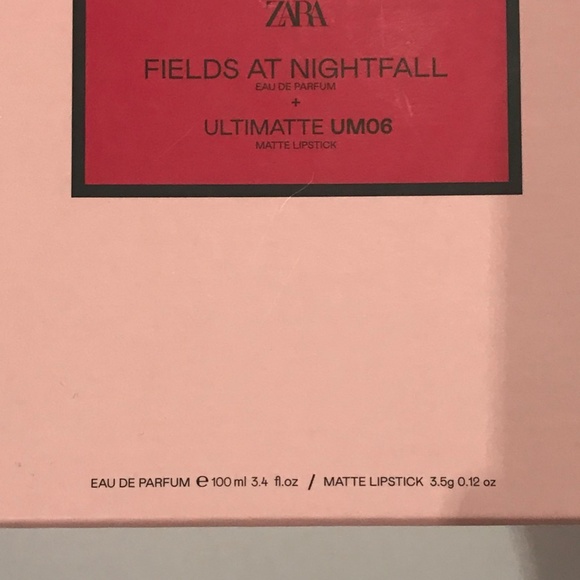 ZARA
FIELDS AT NIGHTFALL
EAU DE PARFUM
+
ULTIMATTE UM06
MATTE LIPSTICK
EAU DE PARFUM ℮ 100 ml 3.4 fl.oz / MATTE LIPSTICK 3.5g 0.12 oz